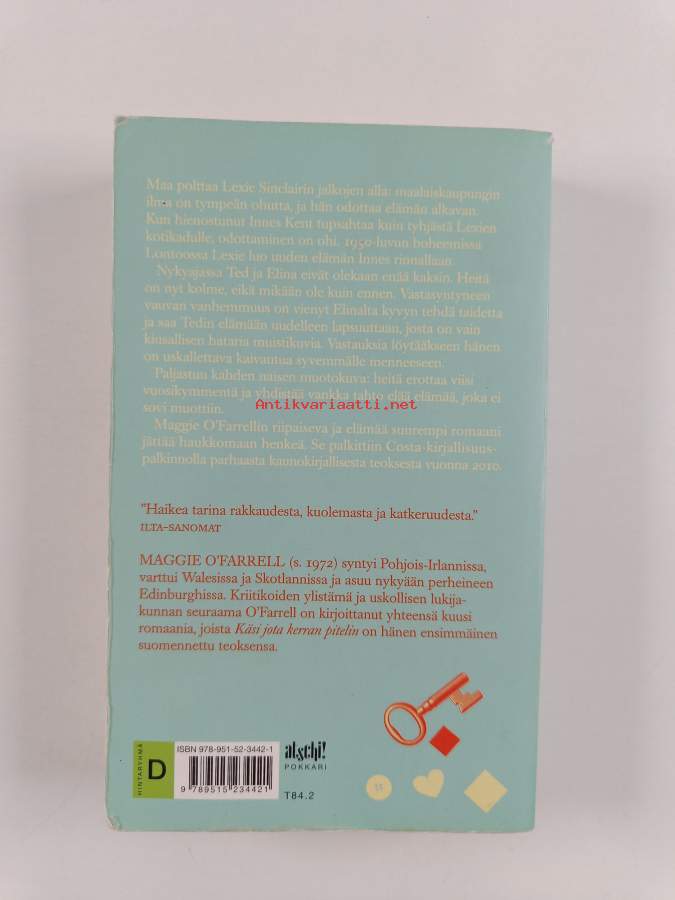 Maa polttaa Lexie Sinclairin jalkojen alla: maalaiskaupungin
ilma on tympeän ohutta, ja hän odottaa elämän alkavan.
Kun hienostunut Innes Kent tupsahtaa kuin tyhjästä Lexien
kotikadulle, odottaminen on ohi. 1950-luvun boheemissa
Lontoossa Lexie luo uuden elämän Innes rinnallaan.
Nykyajassa Ted ja Elina eivät olekaan enää kaksin. Heitä
on nyt kolme, eikä mikään ole kuin ennen. Vastasyntyneen
vauvan vanhemmuus on vienyt Elinalta kyvyn tehdä taidetta
ja saa Tedin elämään uudelleen lapsuuttaan, josta on vain
kiusallisen hataria muistikuvia. Vastauksia löytääkseen hänen
on uskallettava kaivautua syvemmälle menneeseen.
Paljastuu kahden naisen muotokuva: heitä erottaa viisi
vuosikymmentä ja yhdistää vankka tahto elää elämää, joka ei
Antikvariaatti.net
sovi muottiin.
Maggie O'Farrellin riipaiseva ja elämää suurempi romaani
jättää haukkomaan henkeä. Se palkittiin Costa-kirjallisuus-
palkinnolla parhaasta kaunokirjallisesta teoksesta vuonna 2010.
"Haikea tarina rakkaudesta, kuolemasta ja katkeruudesta."
ILTA-SANOMAT
MAGGIE O'FARRELL (s. 1972) syntyi Pohjois-Irlannissa,
varttui Walesissa ja Skotlannissa ja asuu nykyään perheineen
Edinburghissa. Kriitikoiden ylistämä ja uskollisen lukija-
kunnan seuraama O'Farrell on kirjoittanut yhteensä kuusi
romaania, joista Käsi jota kerran pitelin on hänen ensimmäinen
suomennettu teoksensa.
HINTARYHMÄ
D
ISBN 978-951-52-3442-1
9 789515 234421
atschi!
POKKARI
T84.2